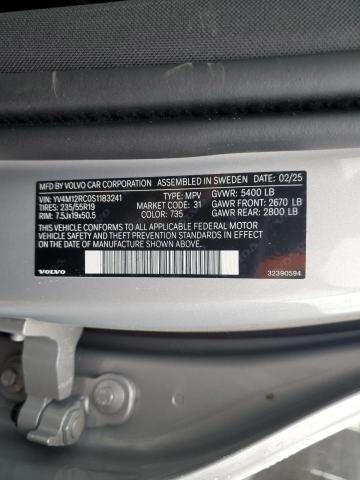 MFD BY VOLVO CAR CORPORATION ASSEMBLED IN SWEDEN DATE: 02/25
VIN: YV4M12RC0S1183241 TYPE: MPV GVWR: 5400 LB
TIRES: 235/55R19 MARKET CODE: 31 GAWR FRONT: 2670 LB
RIM: 7.5Jx19x50.5 COLOR: 735 GAWR REAR: 2800 LB
THIS VEHICLE CONFORMS TO ALL APPLICABLE FEDERAL MOTOR
VEHICLE SAFETY AND THEFT PREVENTION STANDARDS IN EFFECT
ON THE DATE OF MANUFACTURE SHOWN ABOVE.
VOLVO 32390594